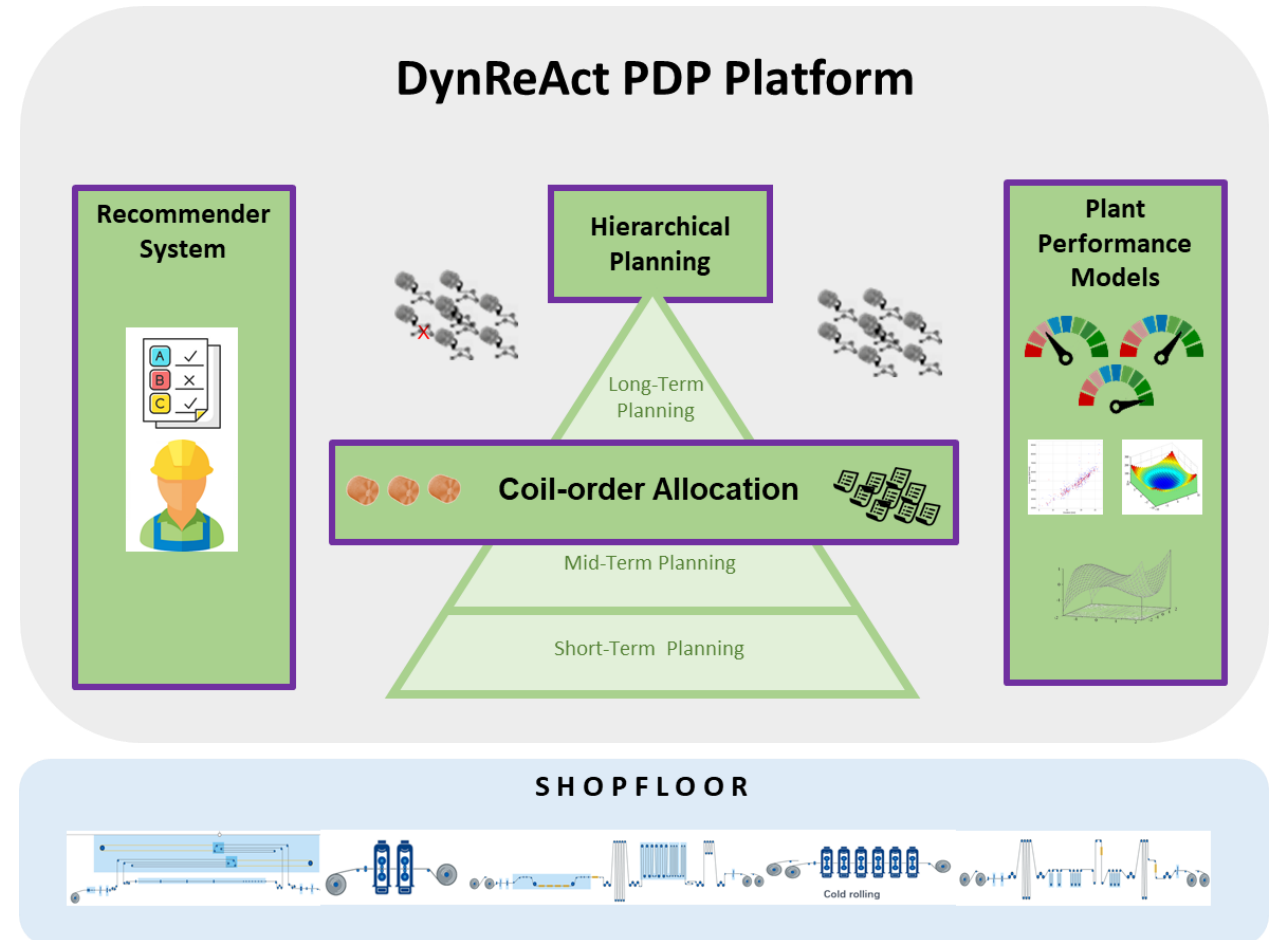 DynReAct PDP Platform
Recommender
System
A
B
C
Hierarchical
Planning
Plant
Performance
Models
X
Long-Term
Planning
Coil-order Allocation
Mid-Term Planning
Short-Term Planning
SHOPFLOOR
Cold rolling